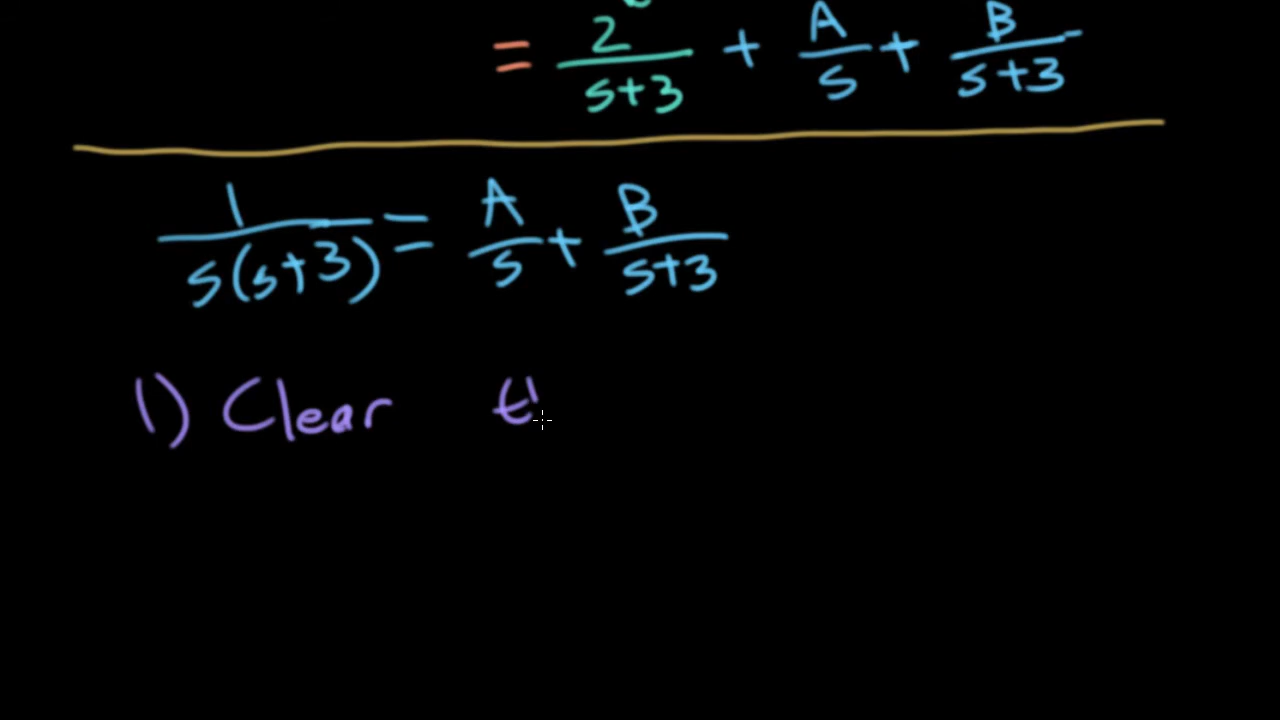 = 2/(s+3) + A/s + B/(s+3)
1/(s(s+3)) = A/s + B/(s+3)
1) Clear